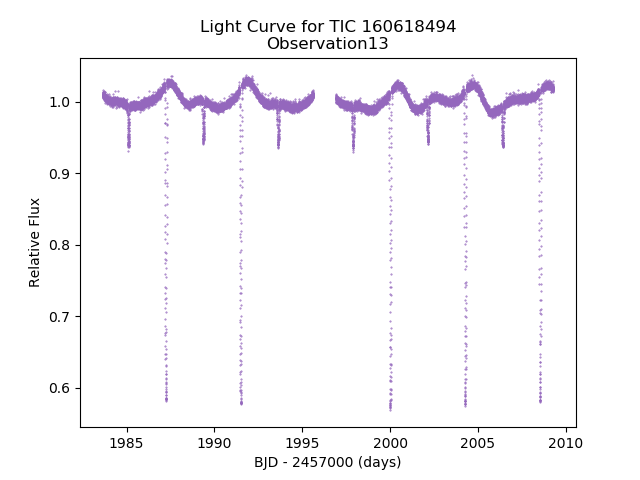 Light Curve for TIC 160618494
Observation13
Relative Flux
1.0
0.9
0.8
0.7
0.6
1985
1990
1995
2000
2005
2010
BJD - 2457000 (days)